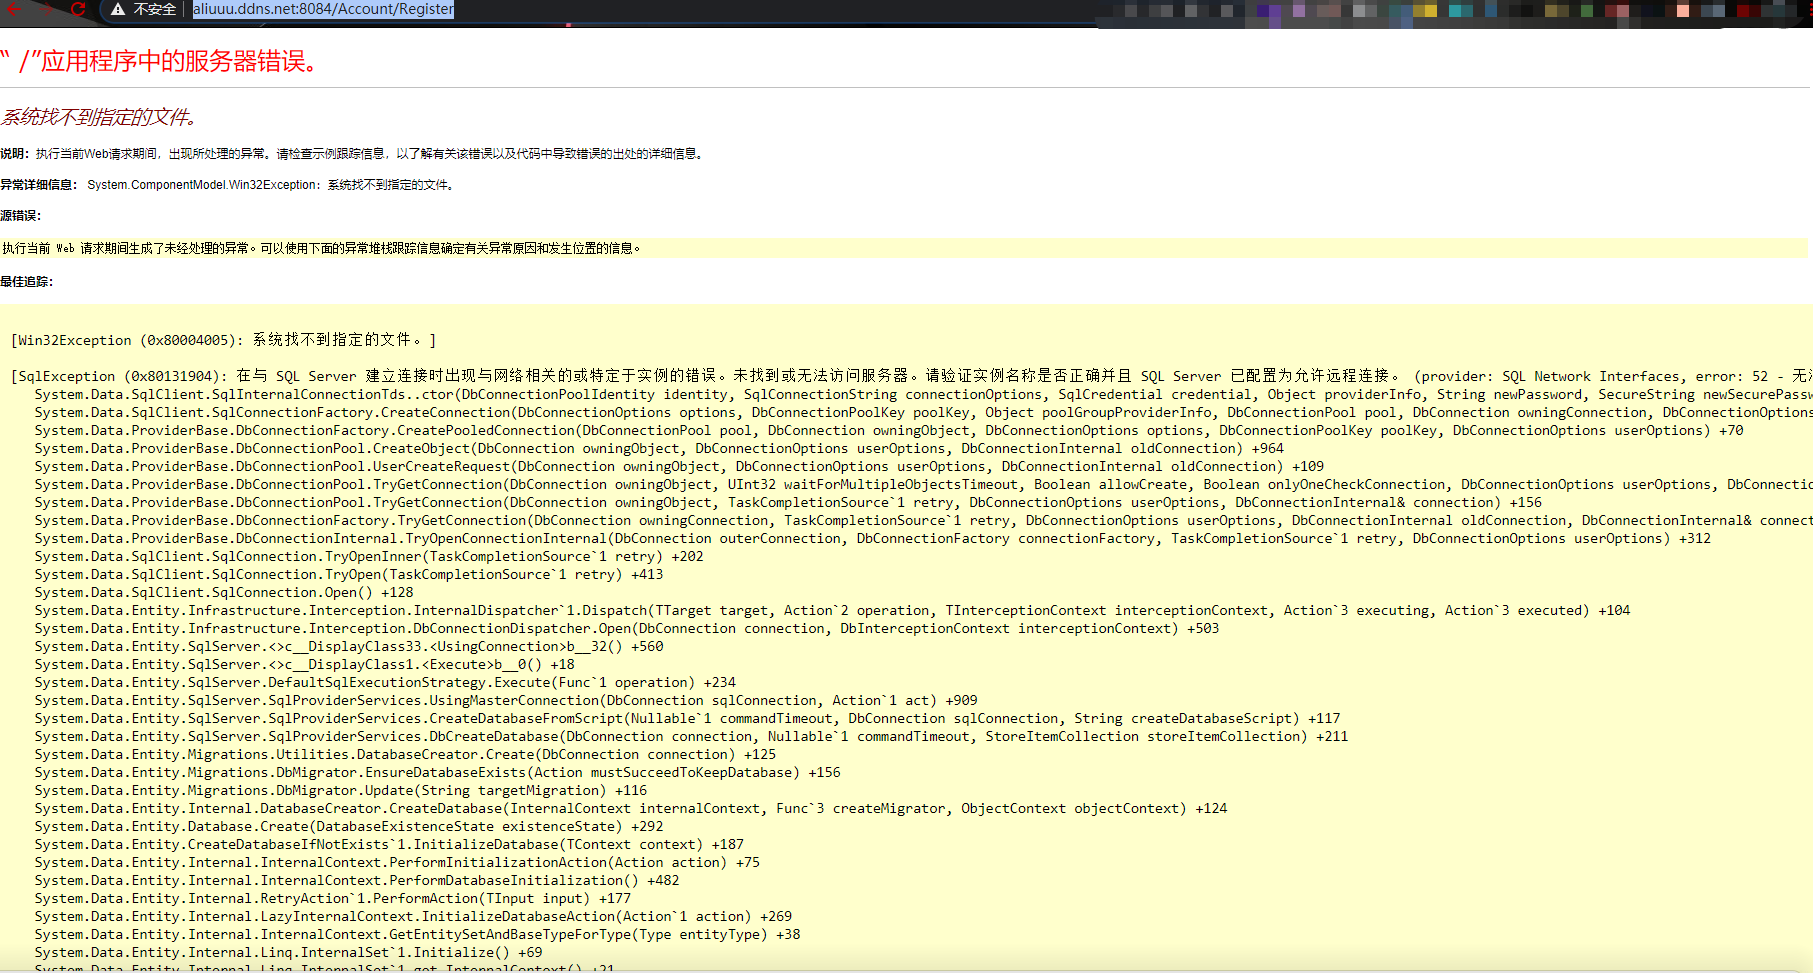 不安全 aliuuu.ddns.net:8084/Account/Register
“ /”应用程序中的服务器错误。
系统找不到指定的文件。
说明：执行当前Web请求期间，出现所处理的异常。请检查示例跟踪信息，以了解有关该错误以及代码中导致错误的出处的详细信息。
异常详细信息： System.ComponentModel.Win32Exception：系统找不到指定的文件。
源错误：
执行当前 Web 请求期间生成了未经处理的异常。可以使用下面的异常堆栈跟踪信息确定有关异常原因和发生位置的信息。
最佳追踪：
[Win32Exception (0x80004005): 系统找不到指定的文件。]
[SqlException (0x80131904): 在与 SQL Server 建立连接时出现与网络相关的或特定于实例的错误。未找到或无法访问服务器。请验证实例名称是否正确并且 SQL Server 已配置为允许远程连接。 (provider: SQL Network Interfaces, error: 52 - 无
System.Data.SqlClient.SqlInternalConnectionTds..ctor(DbConnectionPoolIdentity identity, SqlConnectionString connectionOptions, SqlCredential credential, Object providerInfo, String newPassword, SecureString newSecurePassw
System.Data.SqlClient.SqlConnectionFactory.CreateConnection(DbConnectionOptions options, DbConnectionPoolKey poolKey, Object poolGroupProviderInfo, DbConnectionPool pool, DbConnection owningConnection, DbConnectionOptions
System.Data.ProviderBase.DbConnectionFactory.CreatePooledConnection(DbConnectionPool pool, DbConnection owningObject, DbConnectionOptions options, DbConnectionPoolKey poolKey, DbConnectionOptions userOptions) +70
System.Data.ProviderBase.DbConnectionPool.CreateObject(DbConnection owningObject, DbConnectionOptions userOptions, DbConnectionInternal oldConnection) +964
System.Data.ProviderBase.DbConnectionPool.UserCreateRequest(DbConnection owningObject, DbConnectionOptions userOptions, DbConnectionInternal oldConnection) +109
System.Data.ProviderBase.DbConnectionPool.TryGetConnection(DbConnection owningObject, UInt32 waitForMultipleObjectsTimeout, Boolean allowCreate, Boolean onlyOneCheckConnection, DbConnectionOptions userOptions, DbConnectio
System.Data.ProviderBase.DbConnectionPool.TryGetConnection(DbConnection owningObject, TaskCompletionSource`1 retry, DbConnectionOptions userOptions, DbConnectionInternal& connection) +156
System.Data.ProviderBase.DbConnectionFactory.TryGetConnection(DbConnection owningConnection, TaskCompletionSource`1 retry, DbConnectionOptions userOptions, DbConnectionInternal oldConnection, DbConnectionInternal& connect
System.Data.ProviderBase.DbConnectionInternal.TryOpenConnectionInternal(DbConnection outerConnection, DbConnectionFactory connectionFactory, TaskCompletionSource`1 retry, DbConnectionOptions userOptions) +312
System.Data.SqlClient.SqlConnection.TryOpenInner(TaskCompletionSource`1 retry) +202
System.Data.SqlClient.SqlConnection.TryOpen(TaskCompletionSource`1 retry) +413
System.Data.SqlClient.SqlConnection.Open() +128
System.Data.Entity.Infrastructure.Interception.InternalDispatcher`1.Dispatch(TTarget target, Action`2 operation, TInterceptionContext interceptionContext, Action`3 executing, Action`3 executed) +104
System.Data.Entity.Infrastructure.Interception.DbConnectionDispatcher.Open(DbConnection connection, DbInterceptionContext interceptionContext) +503
System.Data.Entity.SqlServer.<>c__DisplayClass33.<UsingConnection>b__32() +560
System.Data.Entity.SqlServer.<>c__DisplayClass1.<Execute>b__0() +18
System.Data.Entity.SqlServer.DefaultSqlExecutionStrategy.Execute(Func`1 operation) +234
System.Data.Entity.SqlServer.SqlProviderServices.UsingMasterConnection(DbConnection sqlConnection, Action`1 act) +909
System.Data.Entity.SqlServer.SqlProviderServices.CreateDatabaseFromScript(Nullable`1 commandTimeout, DbConnection sqlConnection, String createDatabaseScript) +117
System.Data.Entity.SqlServer.SqlProviderServices.DbCreateDatabase(DbConnection connection, Nullable`1 commandTimeout, StoreItemCollection storeItemCollection) +211
System.Data.Entity.Migrations.Utilities.DatabaseCreator.Create(DbConnection connection) +125
System.Data.Entity.Migrations.DbMigrator.EnsureDatabaseExists(Action mustSucceedToKeepDatabase) +156
System.Data.Entity.Migrations.DbMigrator.Update(String targetMigration) +116
System.Data.Entity.Internal.DatabaseCreator.CreateDatabase(InternalContext internalContext, Func`3 createMigrator, ObjectContext objectContext) +124
System.Data.Entity.Database.Create(DatabaseExistenceState existenceState) +292
System.Data.Entity.CreateDatabaseIfNotExists`1.InitializeDatabase(TContext context) +187
System.Data.Entity.Internal.InternalContext.PerformInitializationAction(Action action) +75
System.Data.Entity.Internal.InternalContext.PerformDatabaseInitialization() +482
System.Data.Entity.Internal.RetryAction`1.PerformAction(TInput input) +177
System.Data.Entity.Internal.LazyInternalContext.InitializeDatabaseAction(Action`1 action) +269
System.Data.Entity.Internal.InternalContext.GetEntitySetAndBaseTypeForType(Type entityType) +38
System.Data.Entity.Internal.Linq.InternalSet`1.Initialize() +69
System.Data.Entity.Internal.Linq.InternalSet`1.get_InternalContext() +21